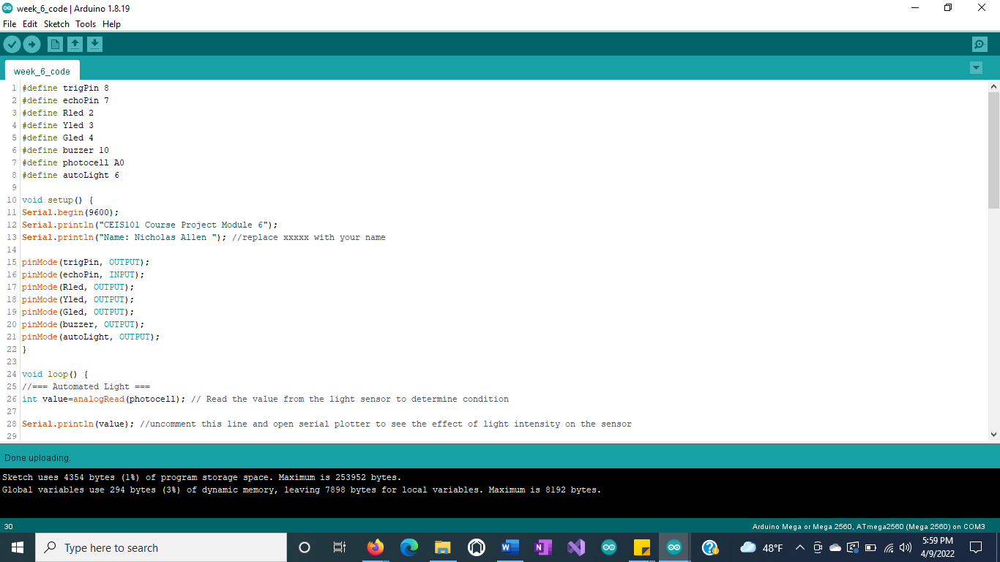 week_6_code | Arduino 1.8.19
File Edit Sketch Tools Help
week_6_code
1 #define trigPin 8
2 #define echoPin 7
3 #define Rled 2
4 #define Yled 3
5 #define Gled 4
6 #define buzzer 10
7 #define photocell A0
8 #define autoLight 6
9
10 void setup() {
11 Serial.begin(9600);
12 Serial.println("CEIS101 Course Project Module 6");
13 Serial.println("Name: Nicholas Allen "); //replace xxxxx with your name
14
15 pinMode(trigPin, OUTPUT);
16 pinMode(echoPin, INPUT);
17 pinMode(Rled, OUTPUT);
18 pinMode(Yled, OUTPUT);
19 pinMode(Gled, OUTPUT);
20 pinMode(buzzer, OUTPUT);
21 pinMode(autoLight, OUTPUT);
22 }
23
24 void loop() {
25 //=== Automated Light ===
26 int value=analogRead(photocell); // Read the value from the light sensor to determine condition
27
28 Serial.println(value); //uncomment this line and open serial plotter to see the effect of light intensity on the sensor
29
Done uploading.
Sketch uses 4354 bytes (1%) of program storage space. Maximum is 253952 bytes.
Global variables use 294 bytes (3%) of dynamic memory, leaving 7898 bytes for local variables. Maximum is 8192 bytes.
30 Arduino Mega or Mega 2560, ATmega2560 (Mega 2560) on COM3
Type here to search
W N
48°F
5:59 PM
4/9/2022